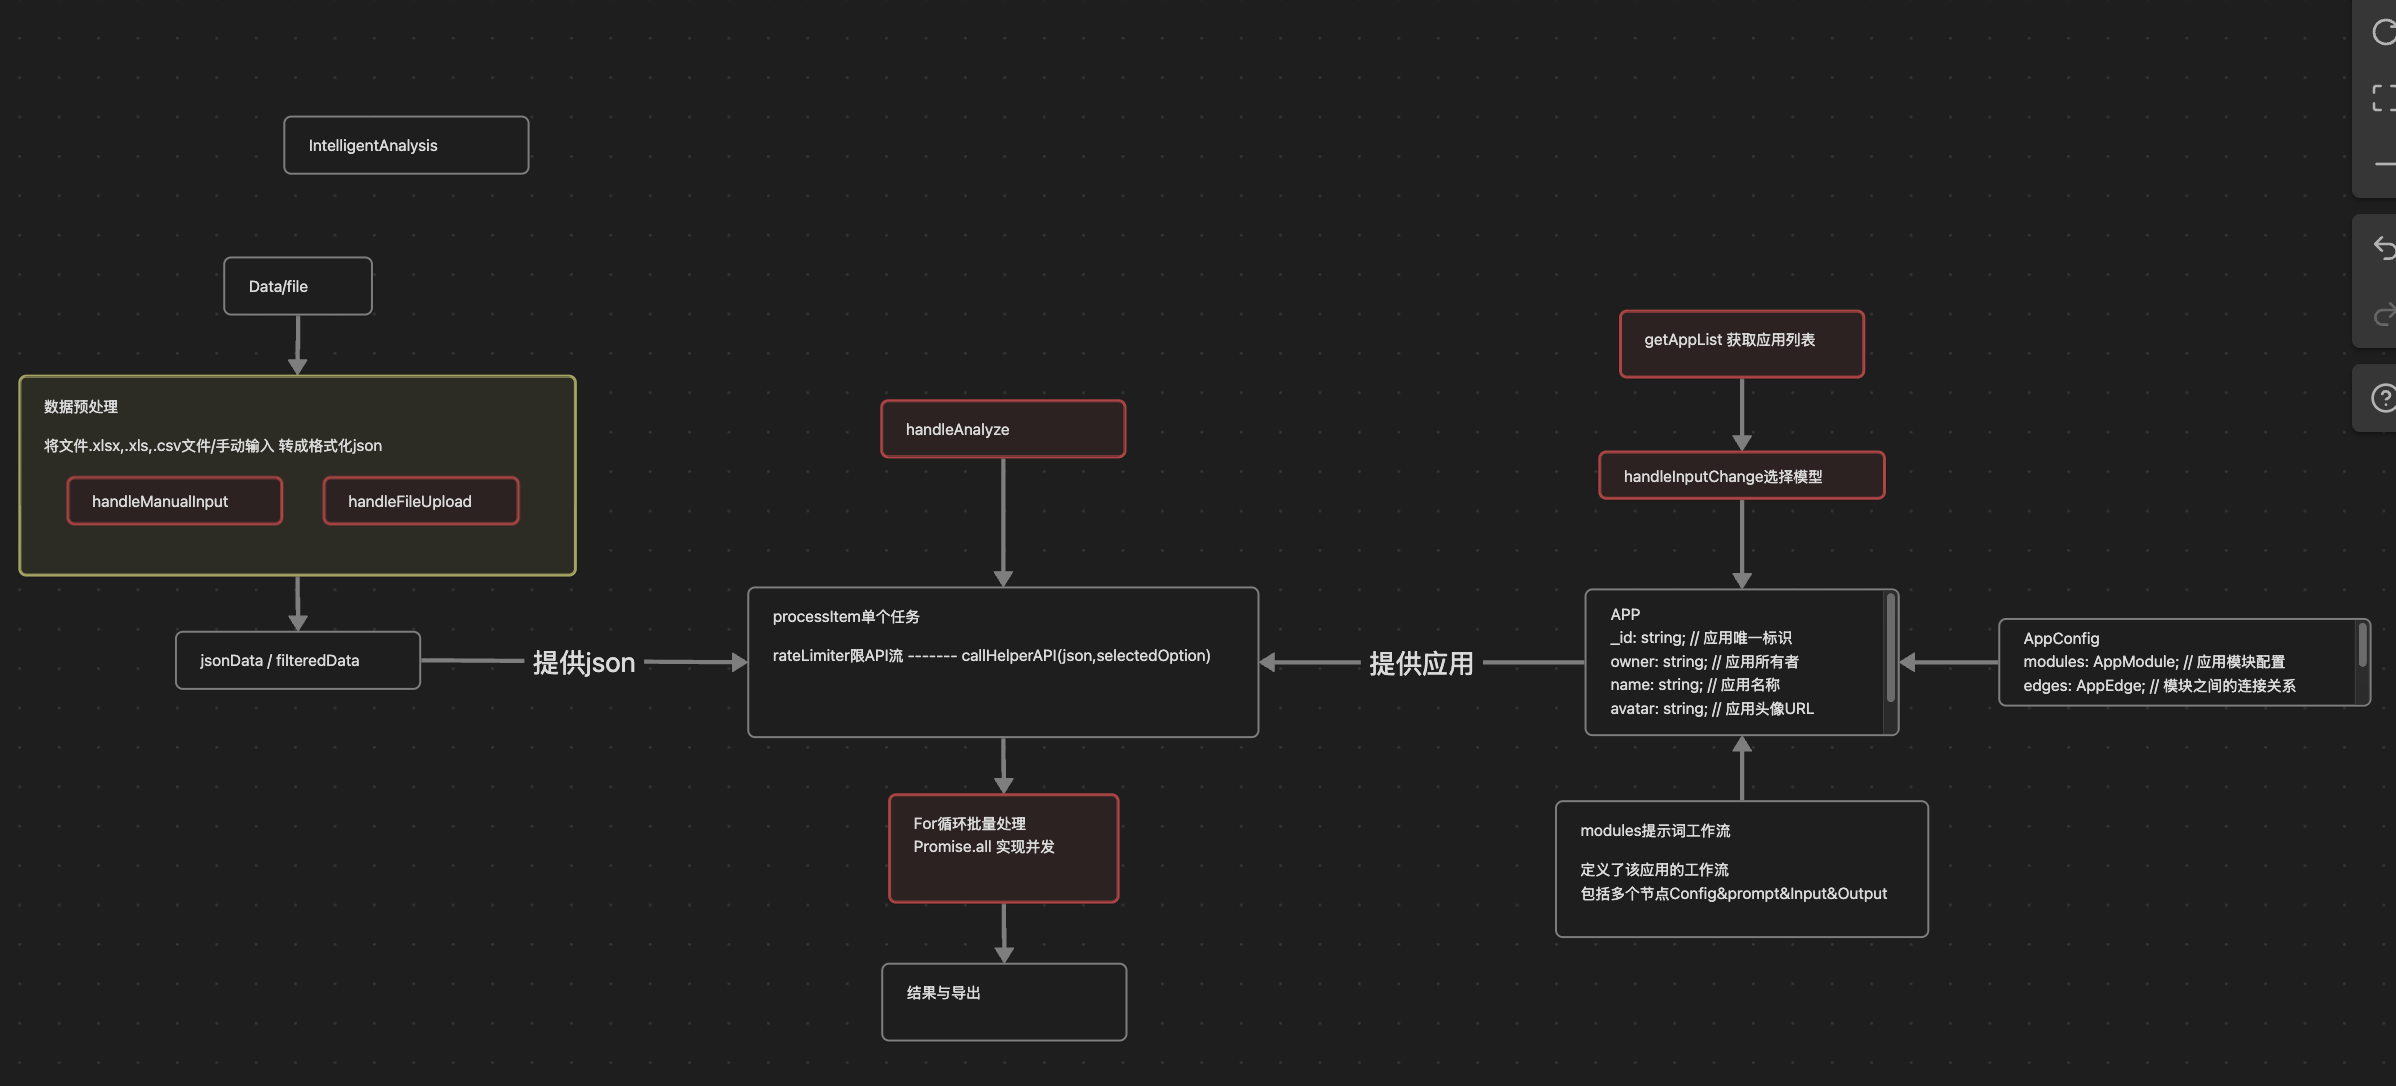 IntelligentAnalysis
Data/file
数据预处理
将文件.xlsx,.xls,.csv文件/手动输入 转成格式化json
handleManualInput
handleFileUpload
jsonData / filteredData
提供json
handleAnalyze
processItem单个任务
rateLimiter限API流 ------- callHelperAPI(json,selectedOption)
For循环批量处理
Promise.all 实现并发
结果与导出
提供应用
getAppList 获取应用列表
handleInputChange选择模型
APP
_id: string; // 应用唯一标识
owner: string; // 应用所有者
name: string; // 应用名称
avatar: string; // 应用头像URL
AppConfig
modules: AppModule; // 应用模块配置
edges: AppEdge; // 模块之间的连接关系
modules提示词工作流
定义了该应用的工作流
包括多个节点Config&prompt&Input&Output